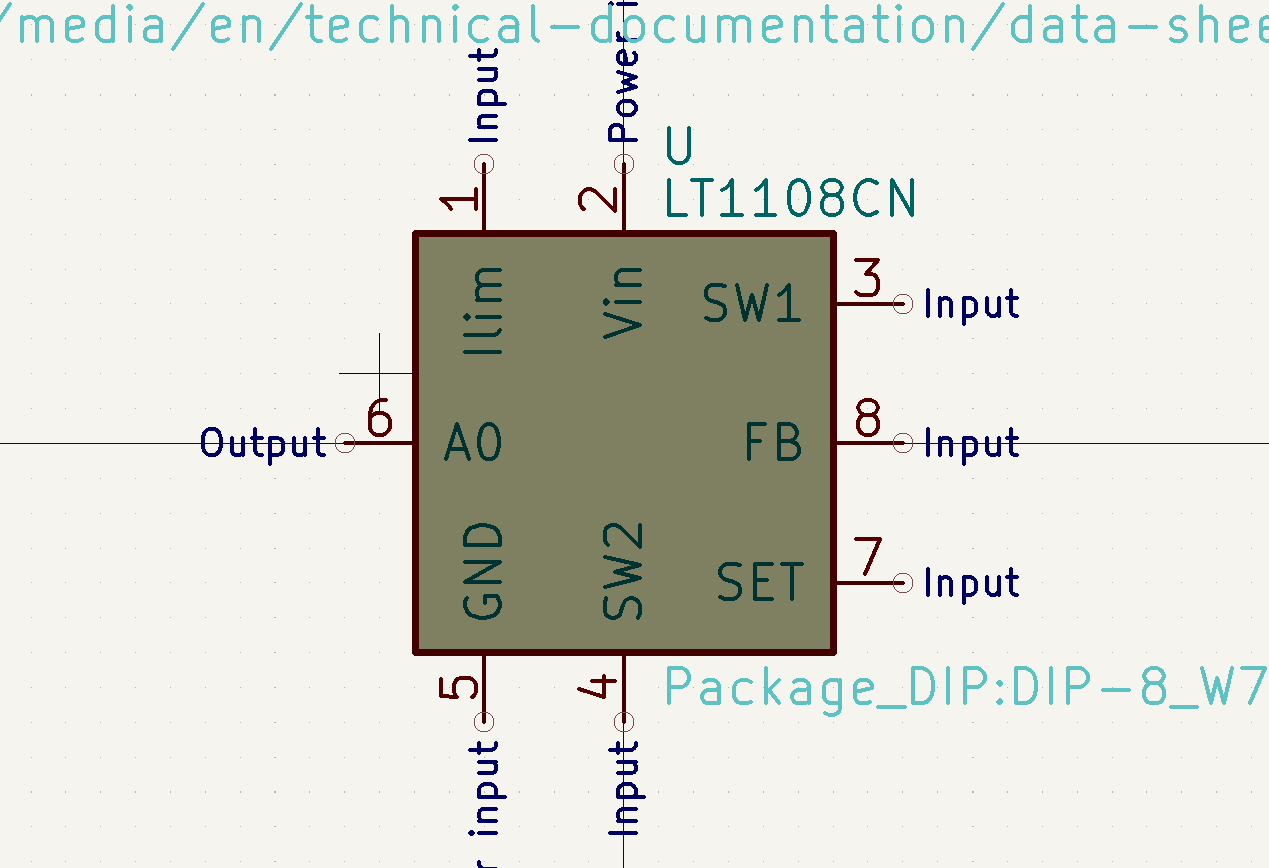 /media/en/technical-documentation/data-shee
Input
Power i
U
LT1108CN
1
2
Ilim
Vin
SW1
3
Input
Output
6
A0
FB
8
Input
GND
SW2
SET
7
Input
5
4
Package_DIP:DIP-8_W7
r input
Input